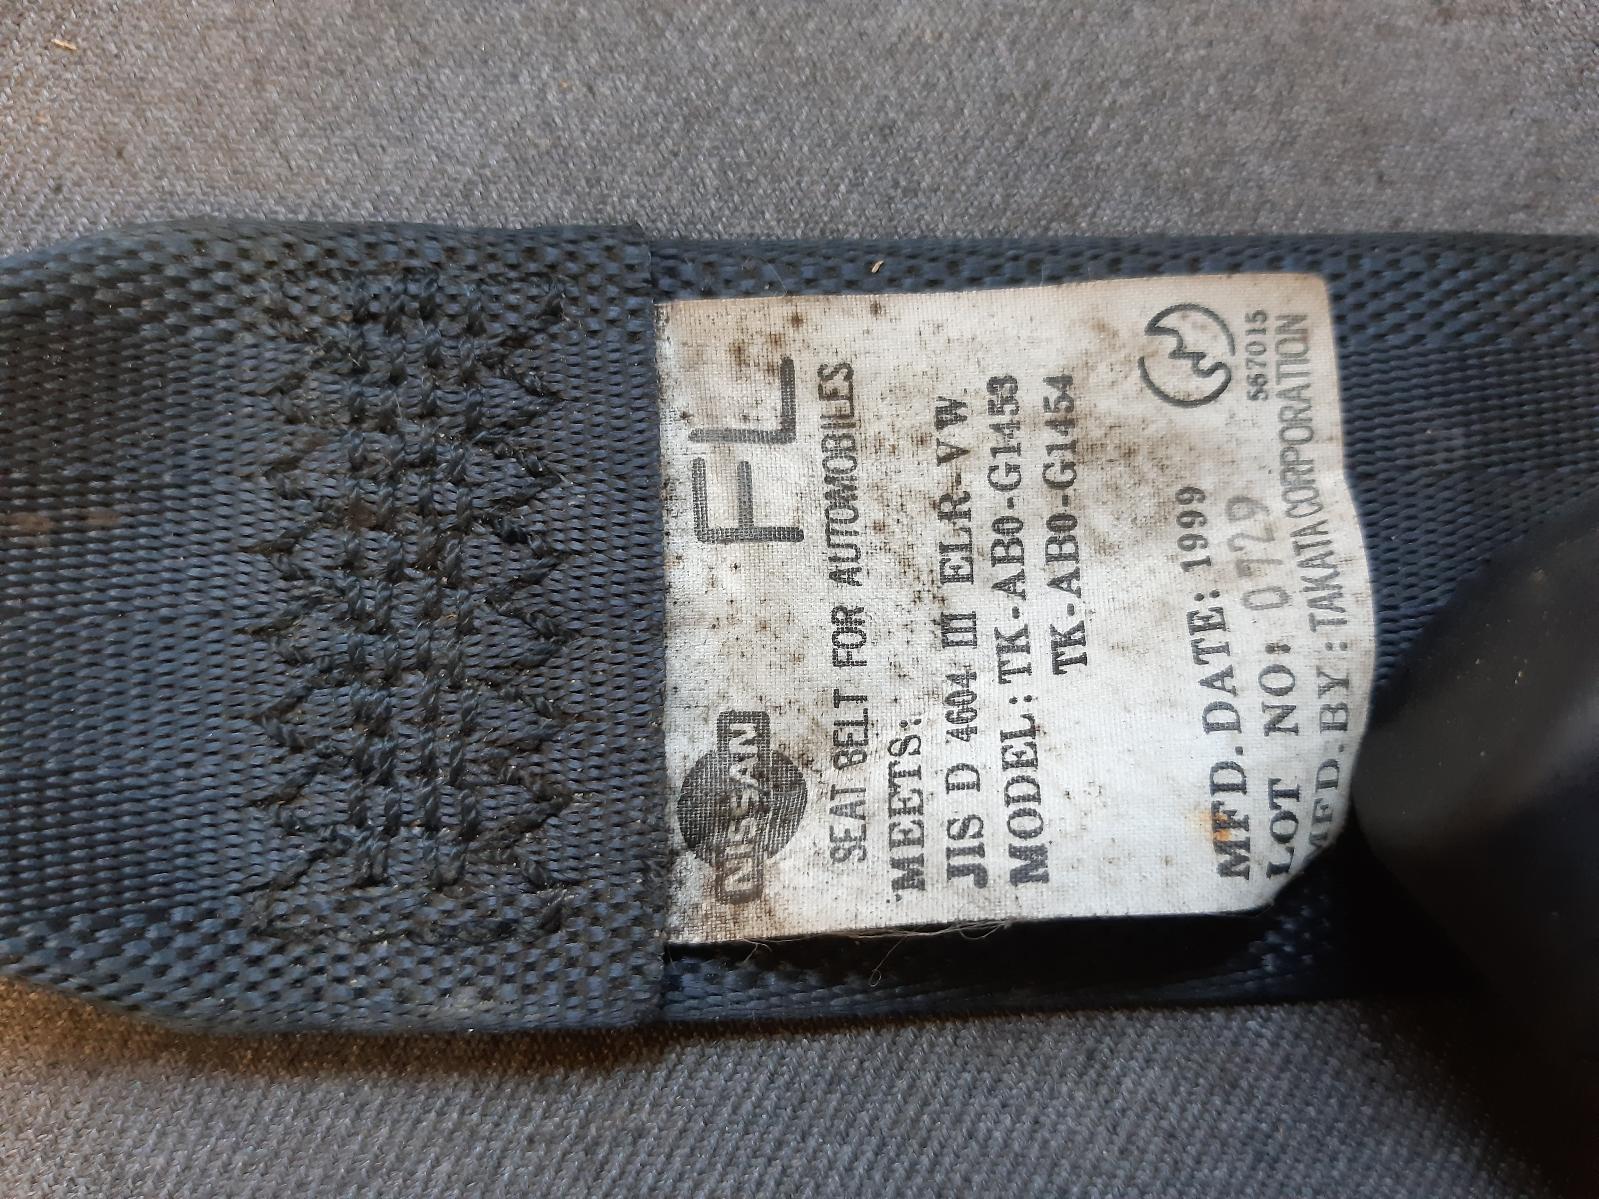 NISSAN FL
SEAT BELT FOR AUTOMOBILES
MEETS:
JIS D 4604 III ELR-VW
MODEL: TK-AB0-G1453
TK-AB0-G1454
MFD.DATE: 1999
LOT NO: 0729
5677015
MFD.BY: TAKATA CORPORATION